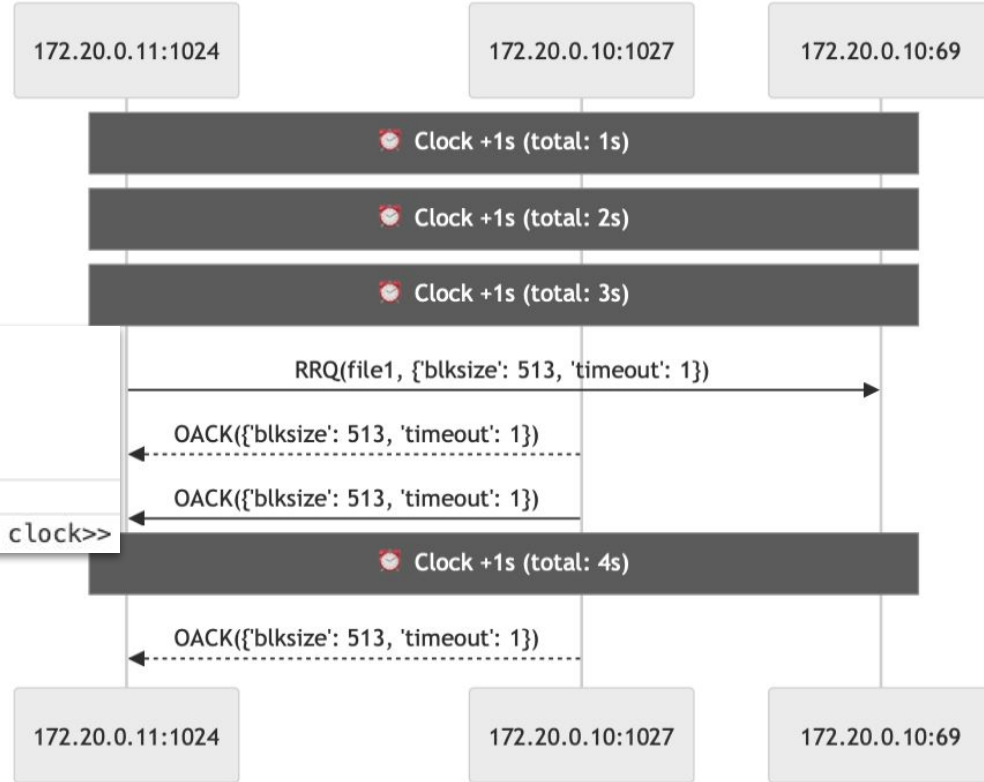 172.20.0.11:1024 172.20.0.10:1027 172.20.0.10:69
⏰ Clock +1s (total: 1s)
⏰ Clock +1s (total: 2s)
⏰ Clock +1s (total: 3s)
RRQ(file1, {'blksize': 513, 'timeout': 1})
OACK({'blksize': 513, 'timeout': 1})
OACK({'blksize': 513, 'timeout': 1})
clock>>
⏰ Clock +1s (total: 4s)
OACK({'blksize': 513, 'timeout': 1})
172.20.0.11:1024 172.20.0.10:1027 172.20.0.10:69